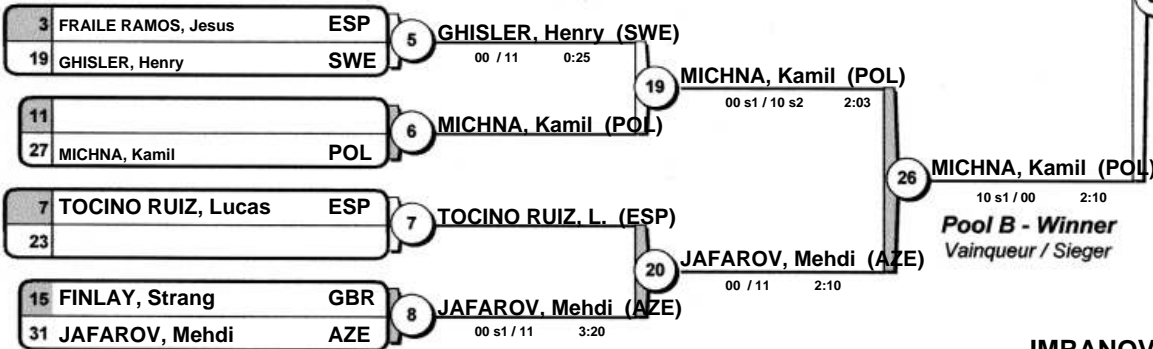 3 FRAILE RAMOS, Jesus ESP
19 GHISLER, Henry SWE
5
GHISLER, Henry (SWE)
00 / 11 0:25
11
27 MICHNA, Kamil POL
6
MICHNA, Kamil (POL)
19
MICHNA, Kamil (POL)
00 s1 / 10 s2 2:03
7 TOCINO RUIZ, Lucas ESP
23
7
TOCINO RUIZ, L. (ESP)
15 FINLAY, Strang GBR
31 JAFAROV, Mehdi AZE
8
JAFAROV, Mehdi (AZE)
00 s1 / 11 3:20
20
JAFAROV, Mehdi (AZE)
00 / 11 2:10
26
MICHNA, Kamil (POL)
10 s1 / 00 2:10
Pool B - Winner
Vainqueur / Sieger